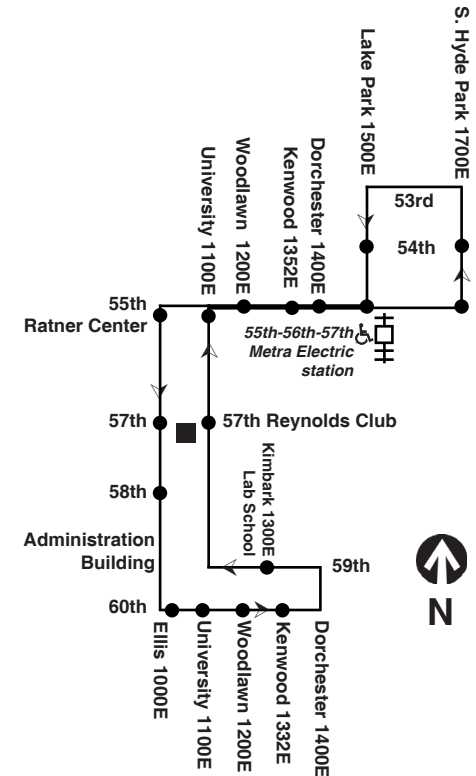 S. Hyde Park 1700E
Lake Park 1500E
53rd
54th
Dorchester 1400E
Kenwood 1352E
Woodlawn 1200E
University 1100E
55th
Ratner Center
55th-56th-57th
Metra Electric
station
57th
57th Reynolds Club
58th
Kimbark 1300E
Lab School
Administration
Building
59th
60th
N
Ellis 1000E
University 1100E
Woodlawn 1200E
Kenwood 1332E
Dorchester 1400E